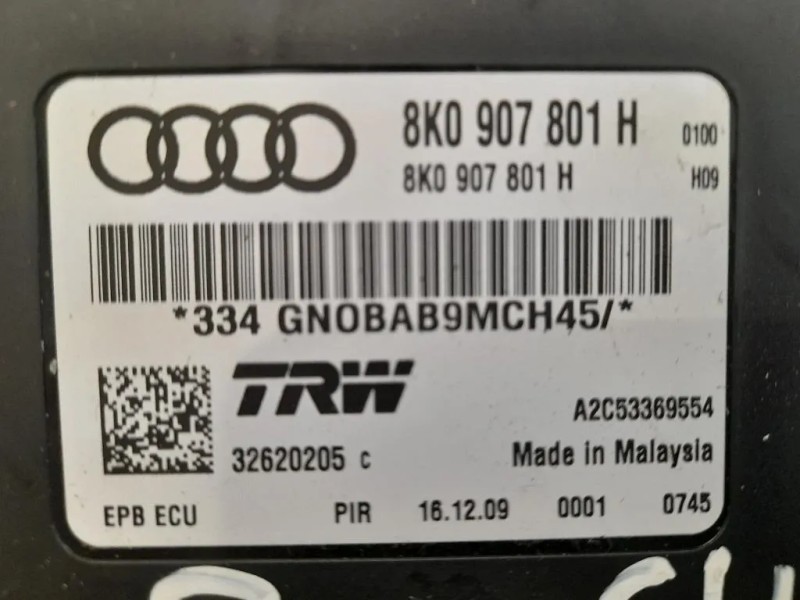 8K0 907 801 H 0100
8K0 907 801 H H09
*334 GN0BAB9MCH45/*
TRW
A2C53369554
32620205 c Made in Malaysia
EPB ECU PIR 16.12.09 0001 0745